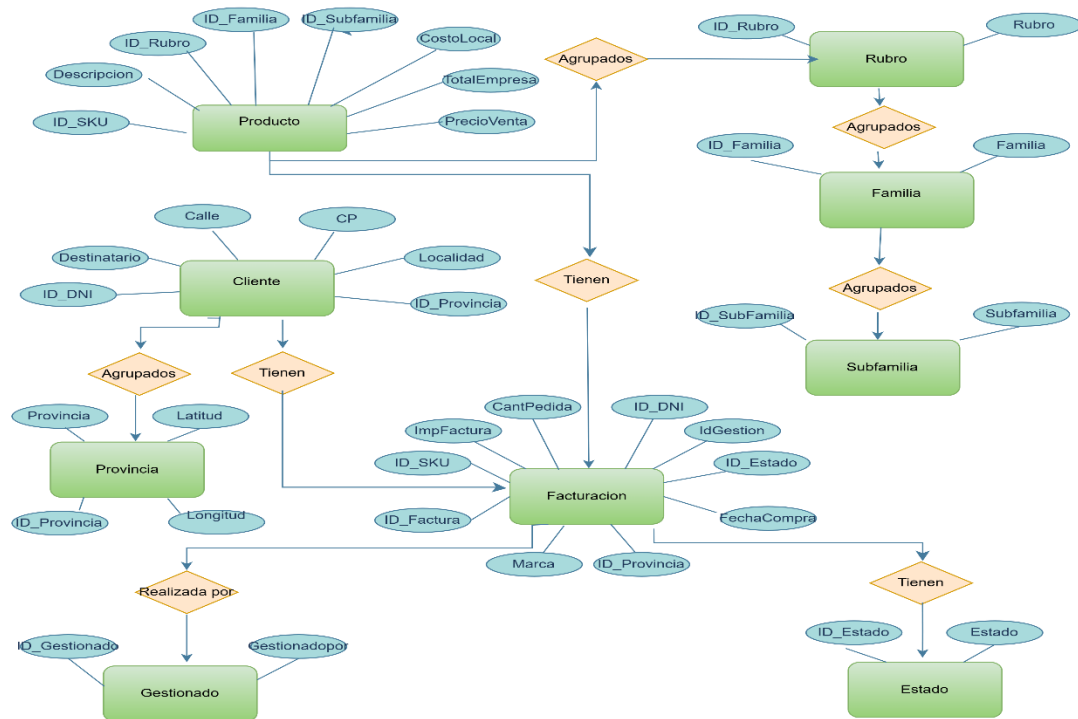 ID_Familia
ID_Subfamilia
ID_Rubro
CostoLocal
Descripcion
TotalEmpresa
ID_SKU
Producto
PrecioVenta
Agrupados
ID_Rubro
Rubro
Rubro
Agrupados
ID_Familia
Familia
Familia
Agrupados
ID_SubFamilia
Subfamilia
Subfamilia
Calle
CP
Destinatario
Localidad
ID_DNI
Cliente
ID_Provincia
Tienen
Agrupados
Tienen
Provincia
Latitud
Provincia
ID_Provincia
Longitud
CantPedida
ID_DNI
ImpFactura
IdGestion
ID_SKU
ID_Estado
Facturacion
ID_Factura
FechaCompra
Marca
ID_Provincia
Realizada por
Tienen
ID_Gestionado
Gestionadopor
Gestionado
ID_Estado
Estado
Estado